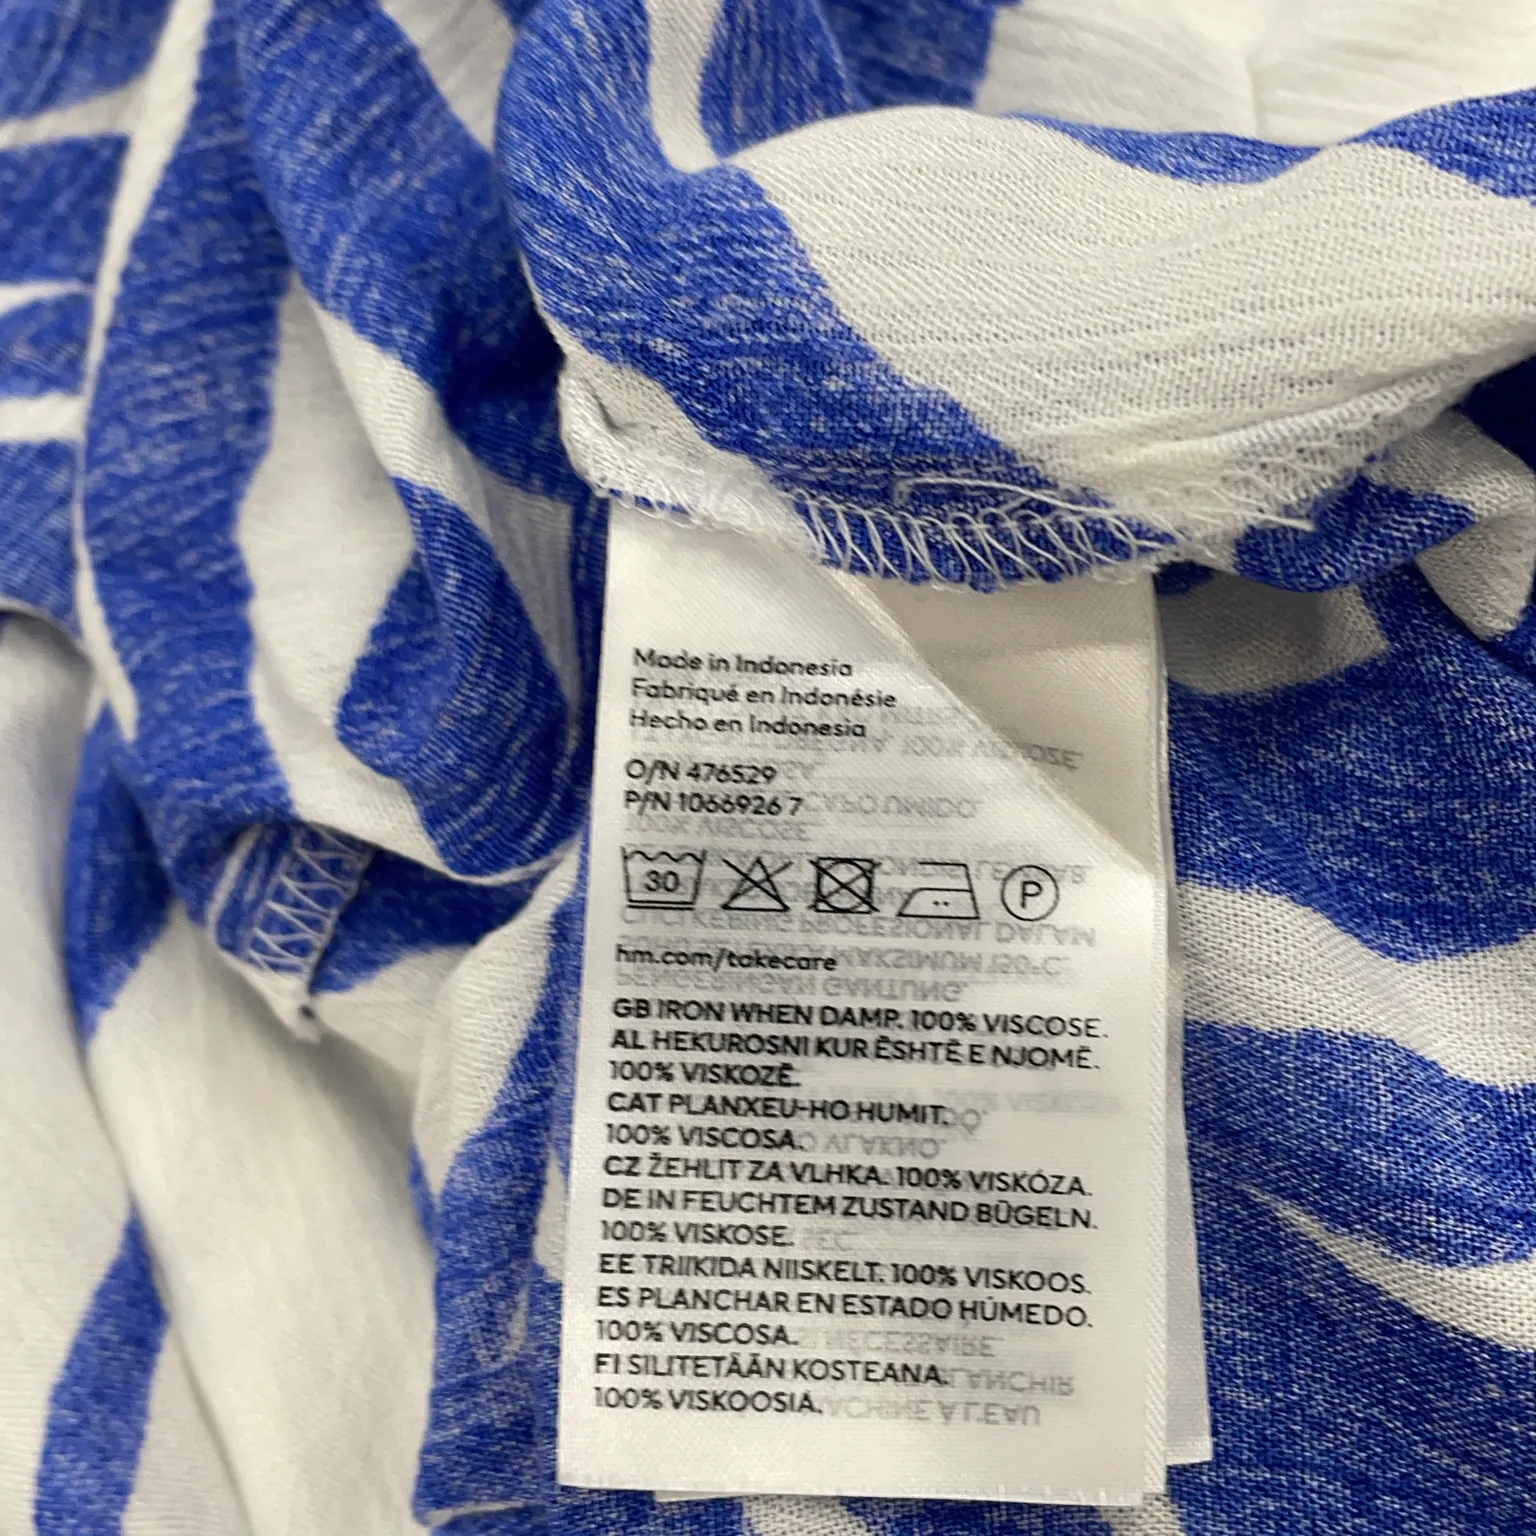 Made in Indonesia
Fabriqué en Indonésie
Hecho en Indonesia
O/N 476529
P/N 1066926 7
30
P
hm.com/takecare
GB IRON WHEN DAMP. 100% VISCOSE.
AL HEKUROSNI KUR ËSHTË E NJOMË.
100% VISKOZË.
CAT PLANXEU-HO HUMIT.
100% VISCOSA.
CZ ŽEHLIT ZA VLHKA. 100% VISKÓZA.
DE IN FEUCHTEM ZUSTAND BÜGELN.
100% VISKOSE.
EE TRIIKIDA NIISKELT. 100% VISKOOS.
ES PLANCHAR EN ESTADO HÚMEDO.
100% VISCOSA.
FI SILITETÄÄN KOSTEANA.
100% VISKOOSIA.